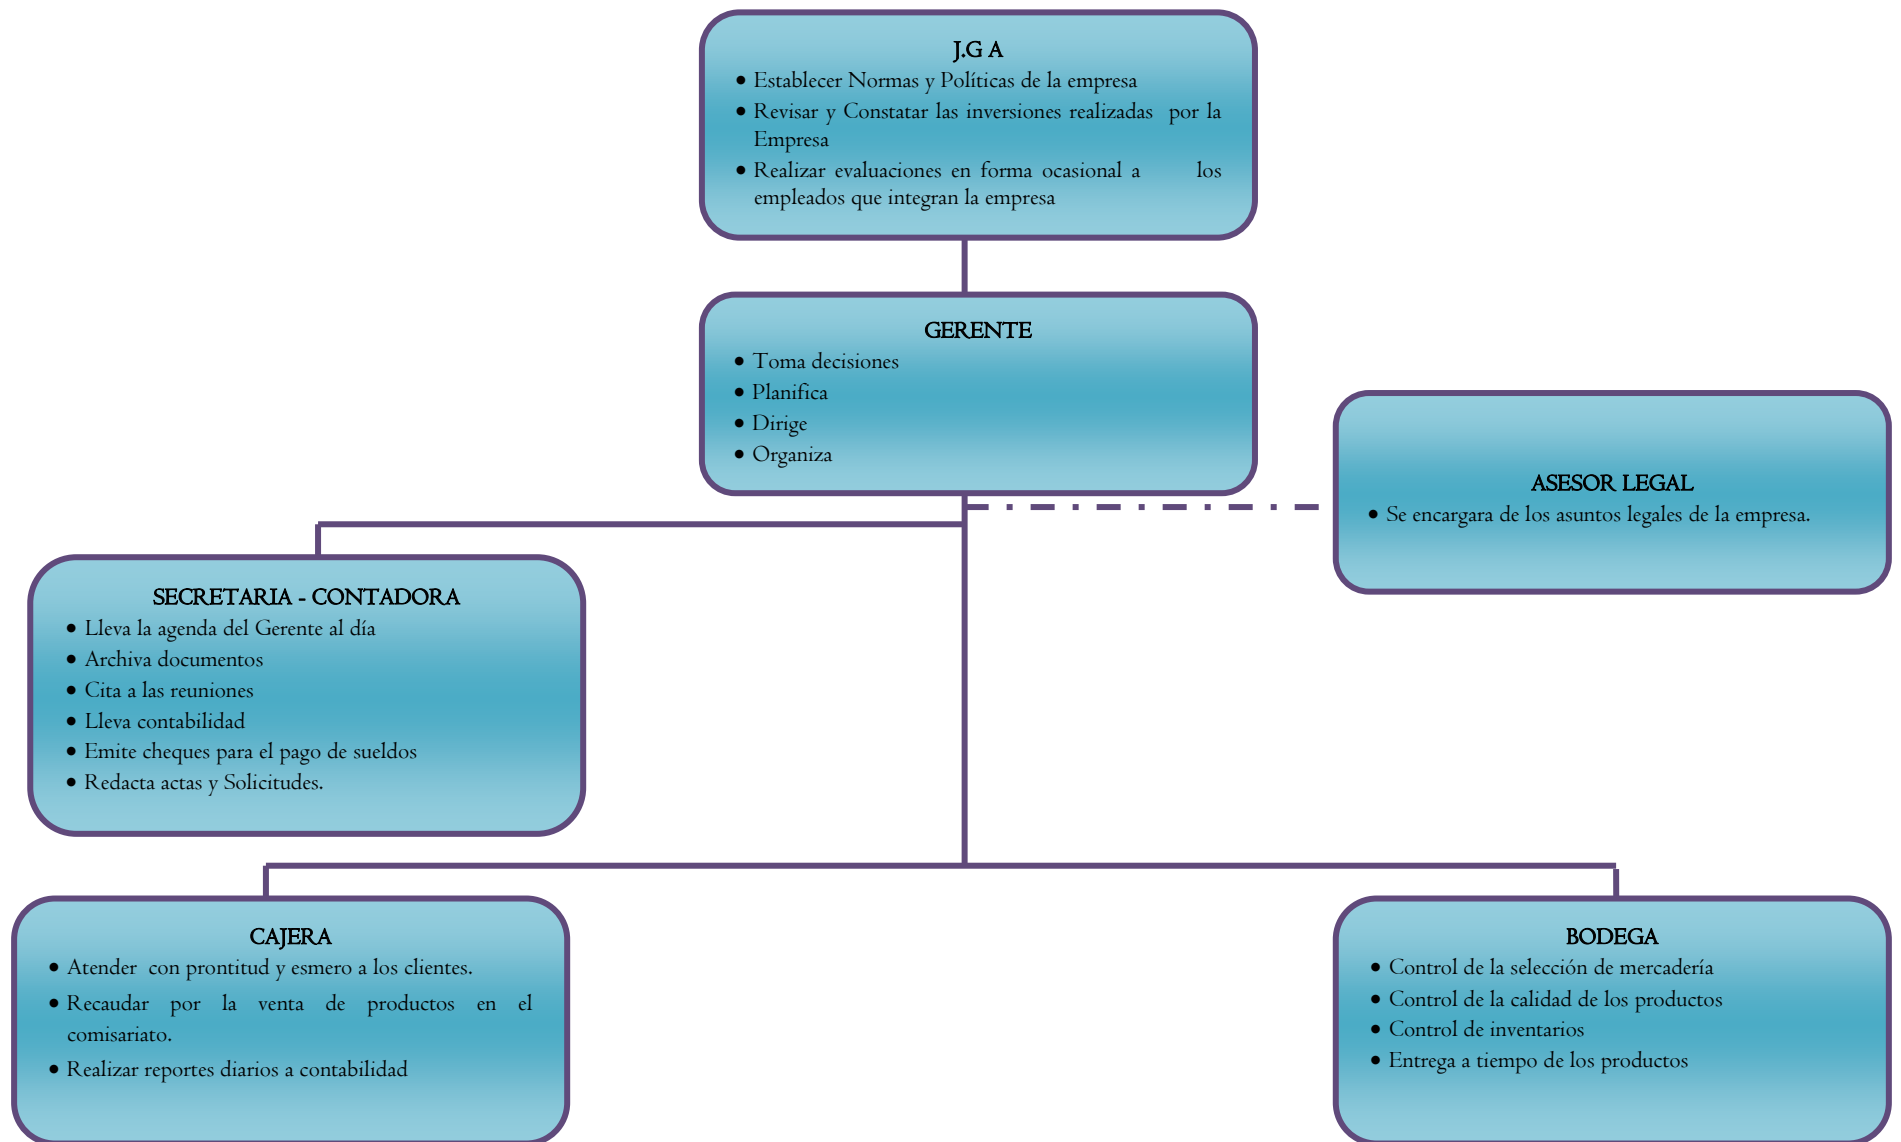 J.G A
• Establecer Normas y Políticas de la empresa
• Revisar y Constatar las inversiones realizadas por la
Empresa
• Realizar evaluaciones en forma ocasional a los
empleados que integran la empresa
GERENTE
• Toma decisiones
• Planifica
• Dirige
• Organiza
ASESOR LEGAL
• Se encargara de los asuntos legales de la empresa.
SECRETARIA - CONTADORA
• Lleva la agenda del Gerente al día
• Archiva documentos
• Cita a las reuniones
• Lleva contabilidad
• Emite cheques para el pago de sueldos
• Redacta actas y Solicitudes.
CAJERA
• Atender con prontitud y esmero a los clientes.
• Recaudar por la venta de productos en el
comisariato.
• Realizar reportes diarios a contabilidad
BODEGA
• Control de la selección de mercadería
• Control de la calidad de los productos
• Control de inventarios
• Entrega a tiempo de los productos